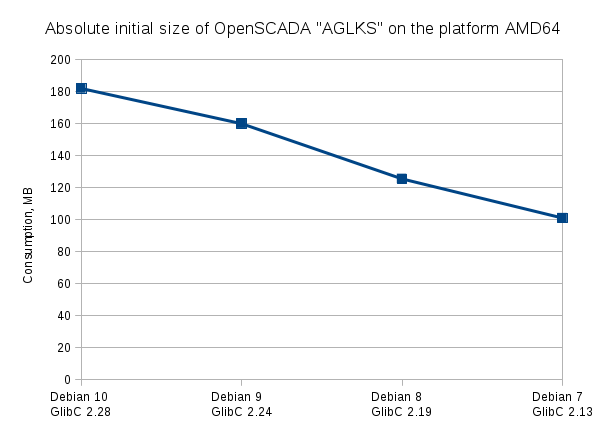 Absolute initial size of OpenSCADA "AGLKS" on the platform AMD64
200
180
160
140
120
100
80
60
40
20
0
Consumption, MB
Debian 10
GlibC 2.28
Debian 9
GlibC 2.24
Debian 8
GlibC 2.19
Debian 7
GlibC 2.13